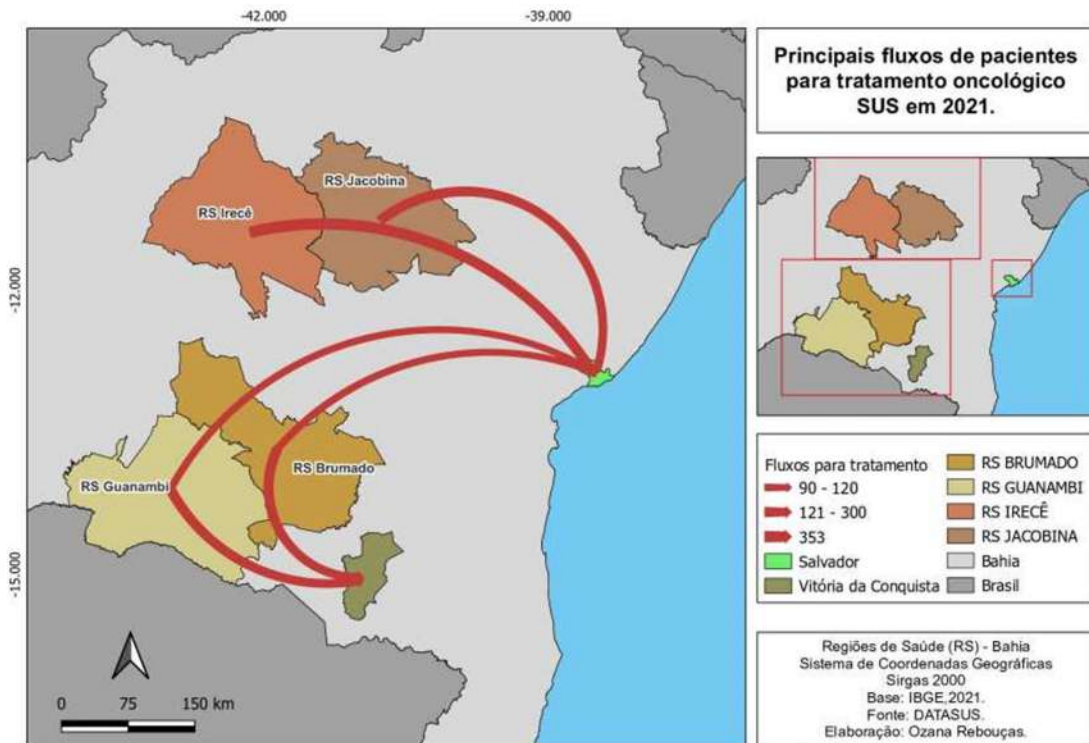 -42.000
-39.000
-12.000
-15.000
RS Jacobina
RS Irecê
RS Brumado
RS Guanambi
0 75 150 km
Principais fluxos de pacientes
para tratamento oncológico
SUS em 2021.
Fluxos para tratamento
90 - 120
121 - 300
353
Salvador
Vitória da Conquista
RS BRUMADO
RS GUANAMBI
RS IRECÊ
RS JACOBINA
Bahia
Brasil
Regiões de Saúde (RS) - Bahia
Sistema de Coordenadas Geográficas
Sirgas 2000
Base: IBGE,2021.
Fonte: DATASUS.
Elaboração: Ozana Rebouças.